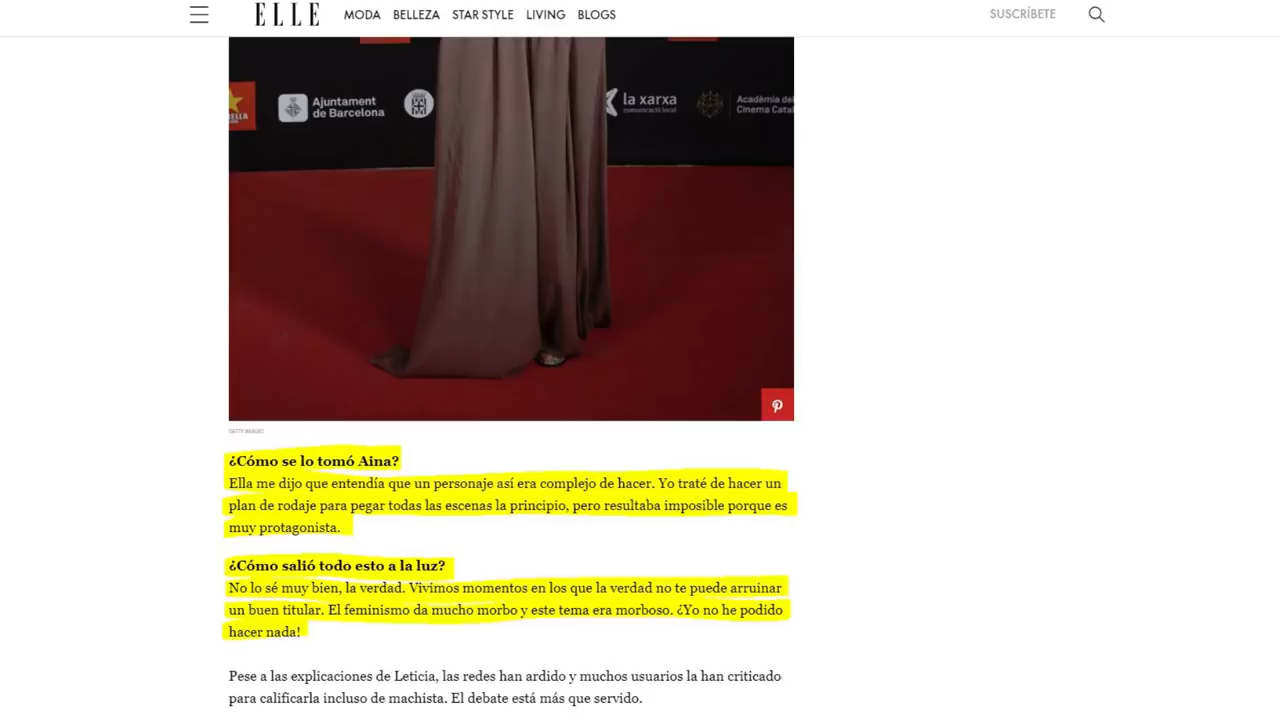 ELLE MODA BELLEZA STAR STYLE LIVING BLOGS SUSCRÍBETE
ELLA
Ajuntament
de Barcelona
la xarxa
comunicació local
Acadèmia del
Cinema Cata
GETTY IMAGES
¿Cómo se lo tomó Aina?
Ella me dijo que entendía que un personaje así era complejo de hacer. Yo traté de hacer un
plan de rodaje para pegar todas las escenas la principio, pero resultaba imposible porque es
muy protagonista.
¿Cómo salió todo esto a la luz?
No lo sé muy bien, la verdad. Vivimos momentos en los que la verdad no te puede arruinar
un buen titular. El feminismo da mucho morbo y este tema era morboso. ¿Yo no he podido
hacer nada!
Pese a las explicaciones de Leticia, las redes han ardido y muchos usuarios la han criticado
para calificarla incluso de machista. El debate está más que servido.